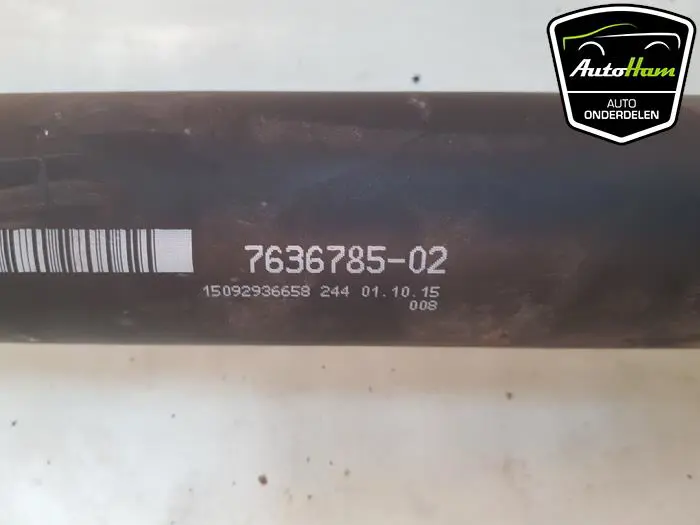 AutoHam
AUTO
ONDERDELEN
7636785-02
15092936658 244 01.10.15
008